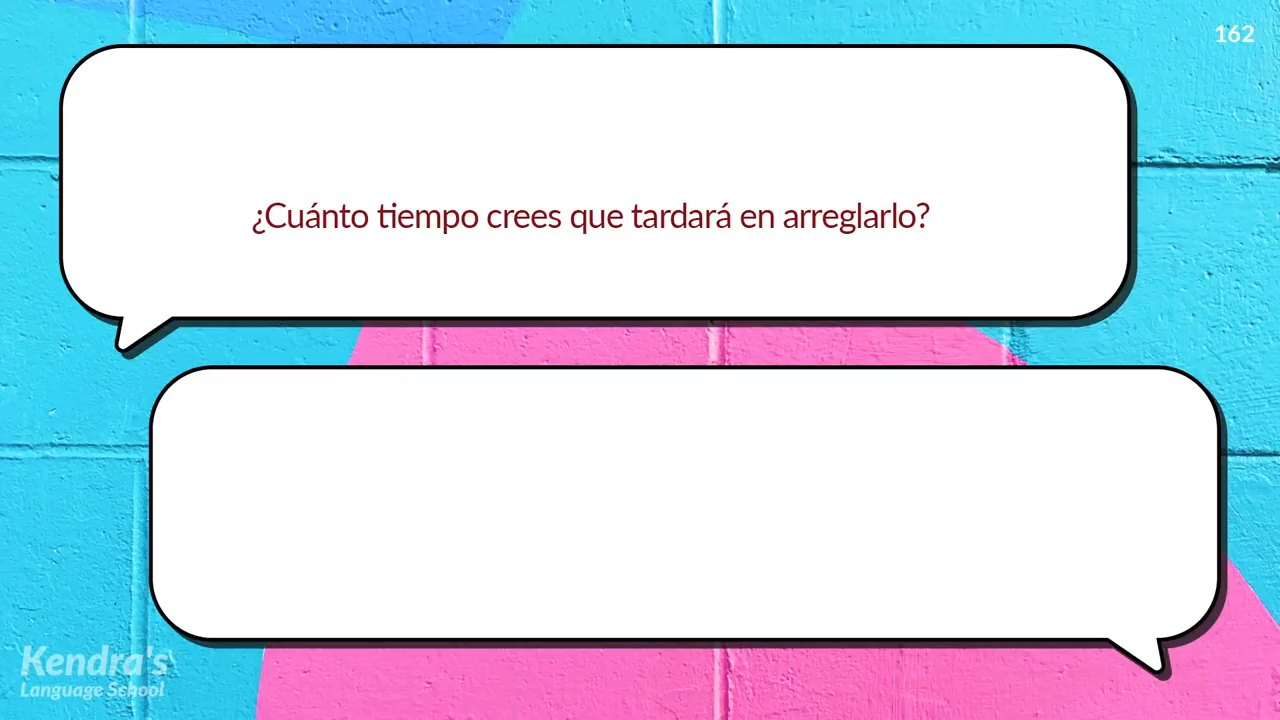 162
¿Cuánto tiempo crees que tardará en arreglarlo?
Kendra's
Language School